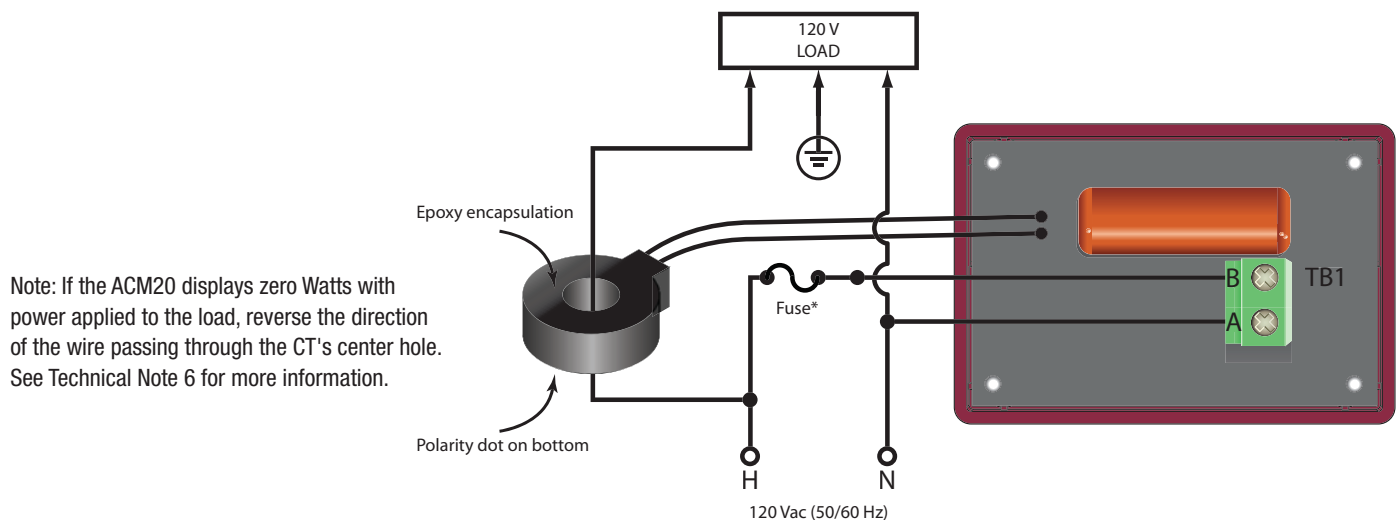 120 V
LOAD
Epoxy encapsulation
Note: If the ACM20 displays zero Watts with
power applied to the load, reverse the direction
of the wire passing through the CT's center hole.
See Technical Note 6 for more information.
Fuse*
B
TB1
A
Polarity dot on bottom
H
N
120 Vac (50/60 Hz)